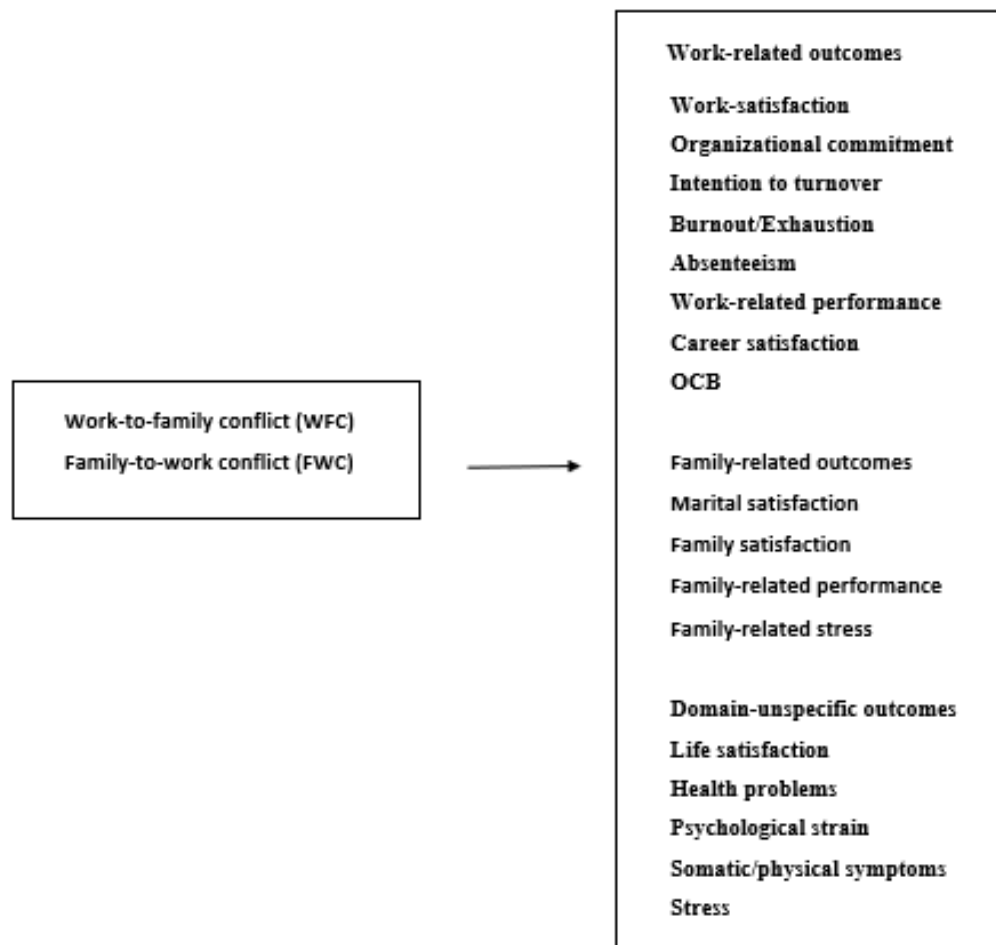 Work-related outcomes
Work-satisfaction
Organizational commitment
Intention to turnover
Burnout/Exhaustion
Absenteeism
Work-related performance
Career satisfaction
OCB
Work-to-family conflict (WFC)
Family-to-work conflict (FWC)
Family-related outcomes
Marital satisfaction
Family satisfaction
Family-related performance
Family-related stress
Domain-unspecific outcomes
Life satisfaction
Health problems
Psychological strain
Somatic/physical symptoms
Stress